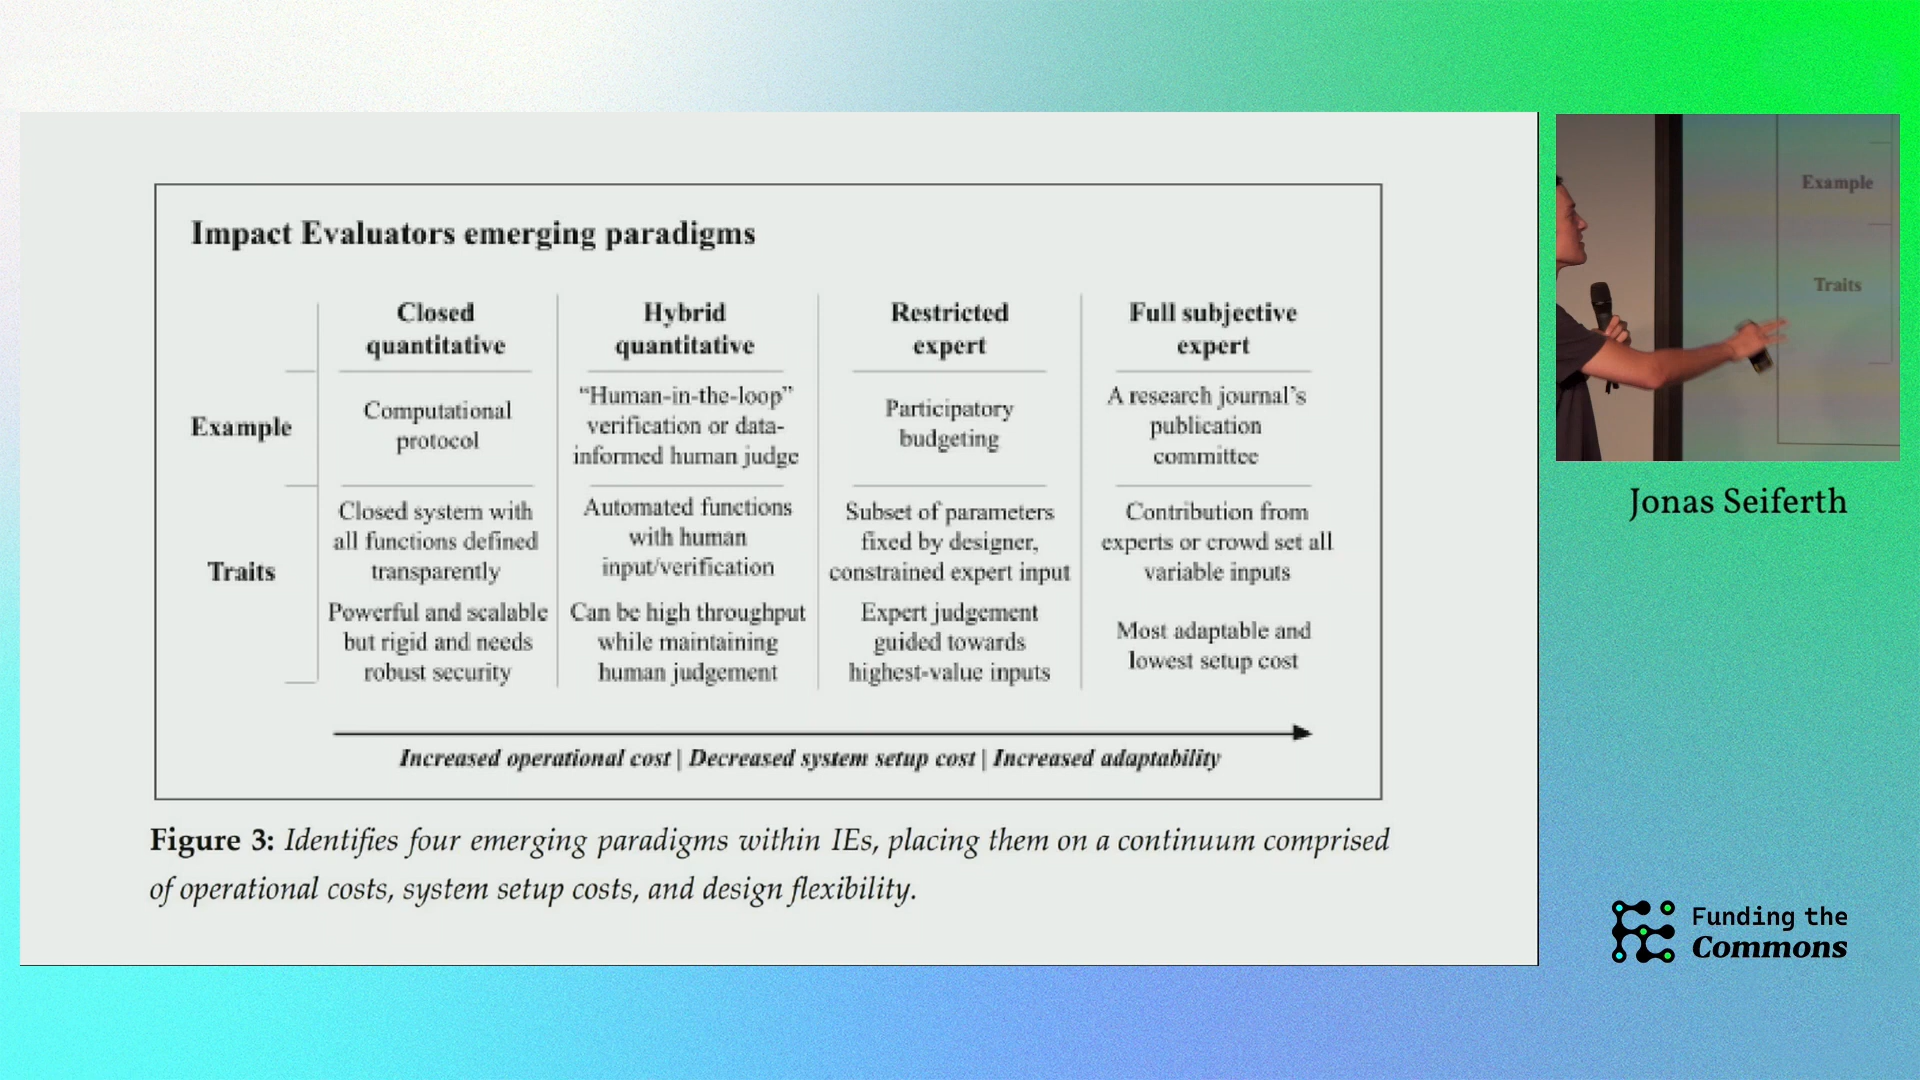 Impact Evaluators emerging paradigms
Closed
quantitative
Hybrid
quantitative
Restricted
expert
Full subjective
expert
Example
Computational
protocol
“Human-in-the-loop”
verification or data-
informed human judge
Participatory
budgeting
A research journal’s
publication
committee
Traits
Closed system with
all functions defined
transparently
Powerful and scalable
but rigid and needs
robust security
Automated functions
with human
input/verification
Can be high throughput
while maintaining
human judgement
Subset of parameters
fixed by designer,
constrained expert input
Expert judgement
guided towards
highest-value inputs
Contribution from
experts or crowd set all
variable inputs
Most adaptable and
lowest setup cost
Increased operational cost | Decreased system setup cost | Increased adaptability
Figure 3: Identifies four emerging paradigms within IEs, placing them on a continuum comprised
of operational costs, system setup costs, and design flexibility.
Example
Traits
Jonas Seiferth
Funding the
Commons